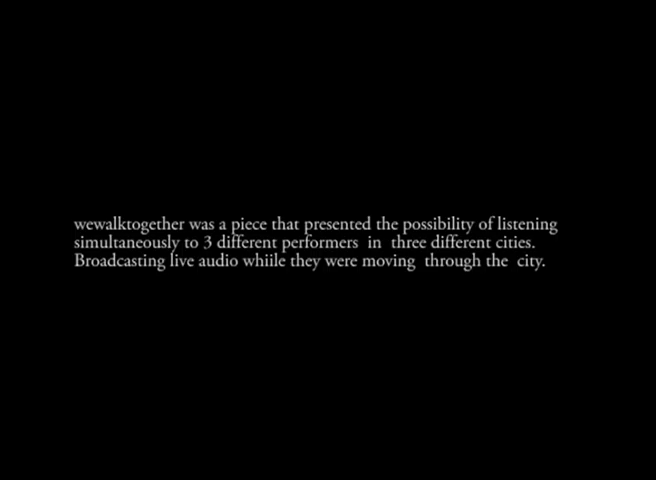 wewalktogether was a piece that presented the possibility of listening
simultaneously to 3 different performers  in  three different cities.
Broadcasting live audio whiile they were moving  through the  city.